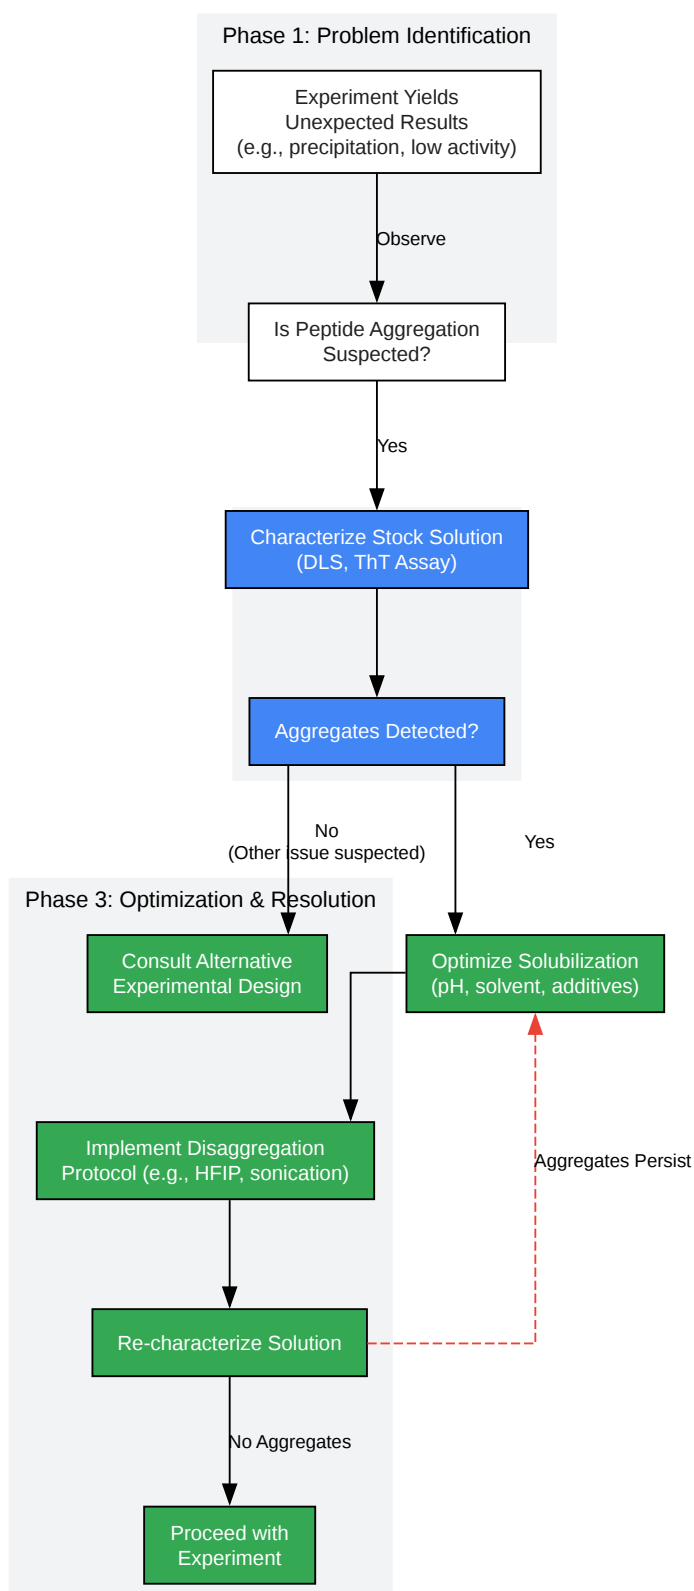 Phase 1: Problem Identification
Experiment Yields
Unexpected Results
(e.g., precipitation, low activity)
Observe
Is Peptide Aggregation
Suspected?
Yes
Characterize Stock Solution
(DLS, ThT Assay)
Aggregates Detected?
No
(Other issue suspected)
Yes
Phase 3: Optimization & Resolution
Consult Alternative
Experimental Design
Optimize Solubilization
(pH, solvent, additives)
Implement Disaggregation
Protocol (e.g., HFIP, sonication)
Aggregates Persist
Re-characterize Solution
No Aggregates
Proceed with
Experiment